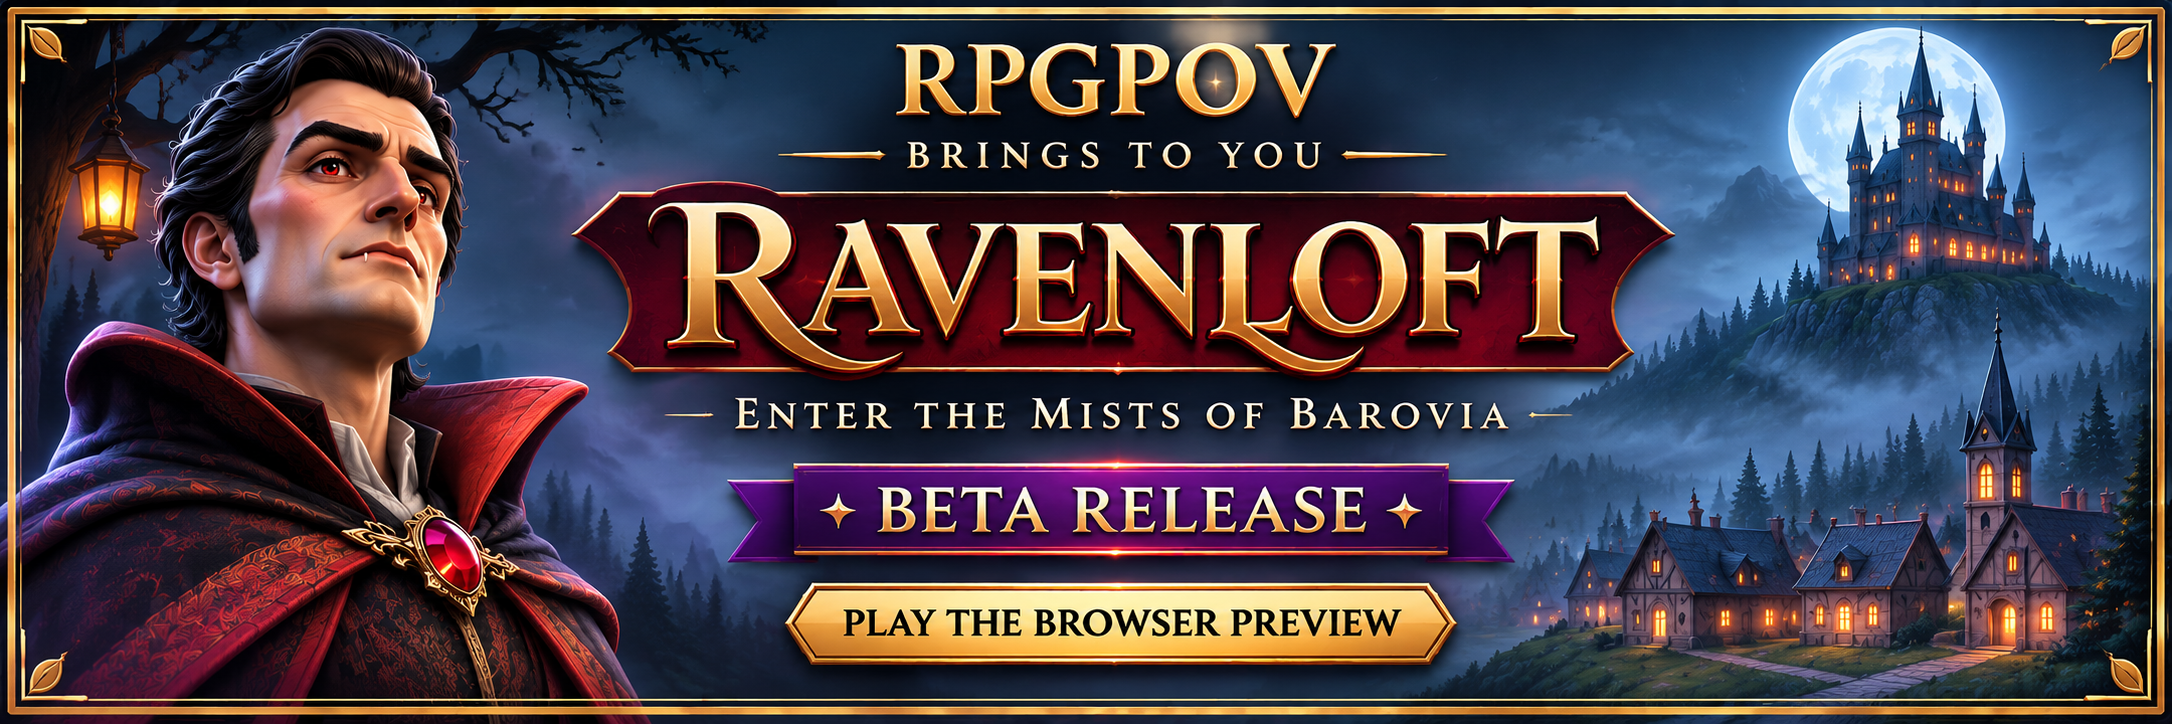 RPGPOV
BRINGS TO YOU
RAVENLOFT
ENTER THE MISTS OF BAROVIA
BETA RELEASE
PLAY THE BROWSER PREVIEW